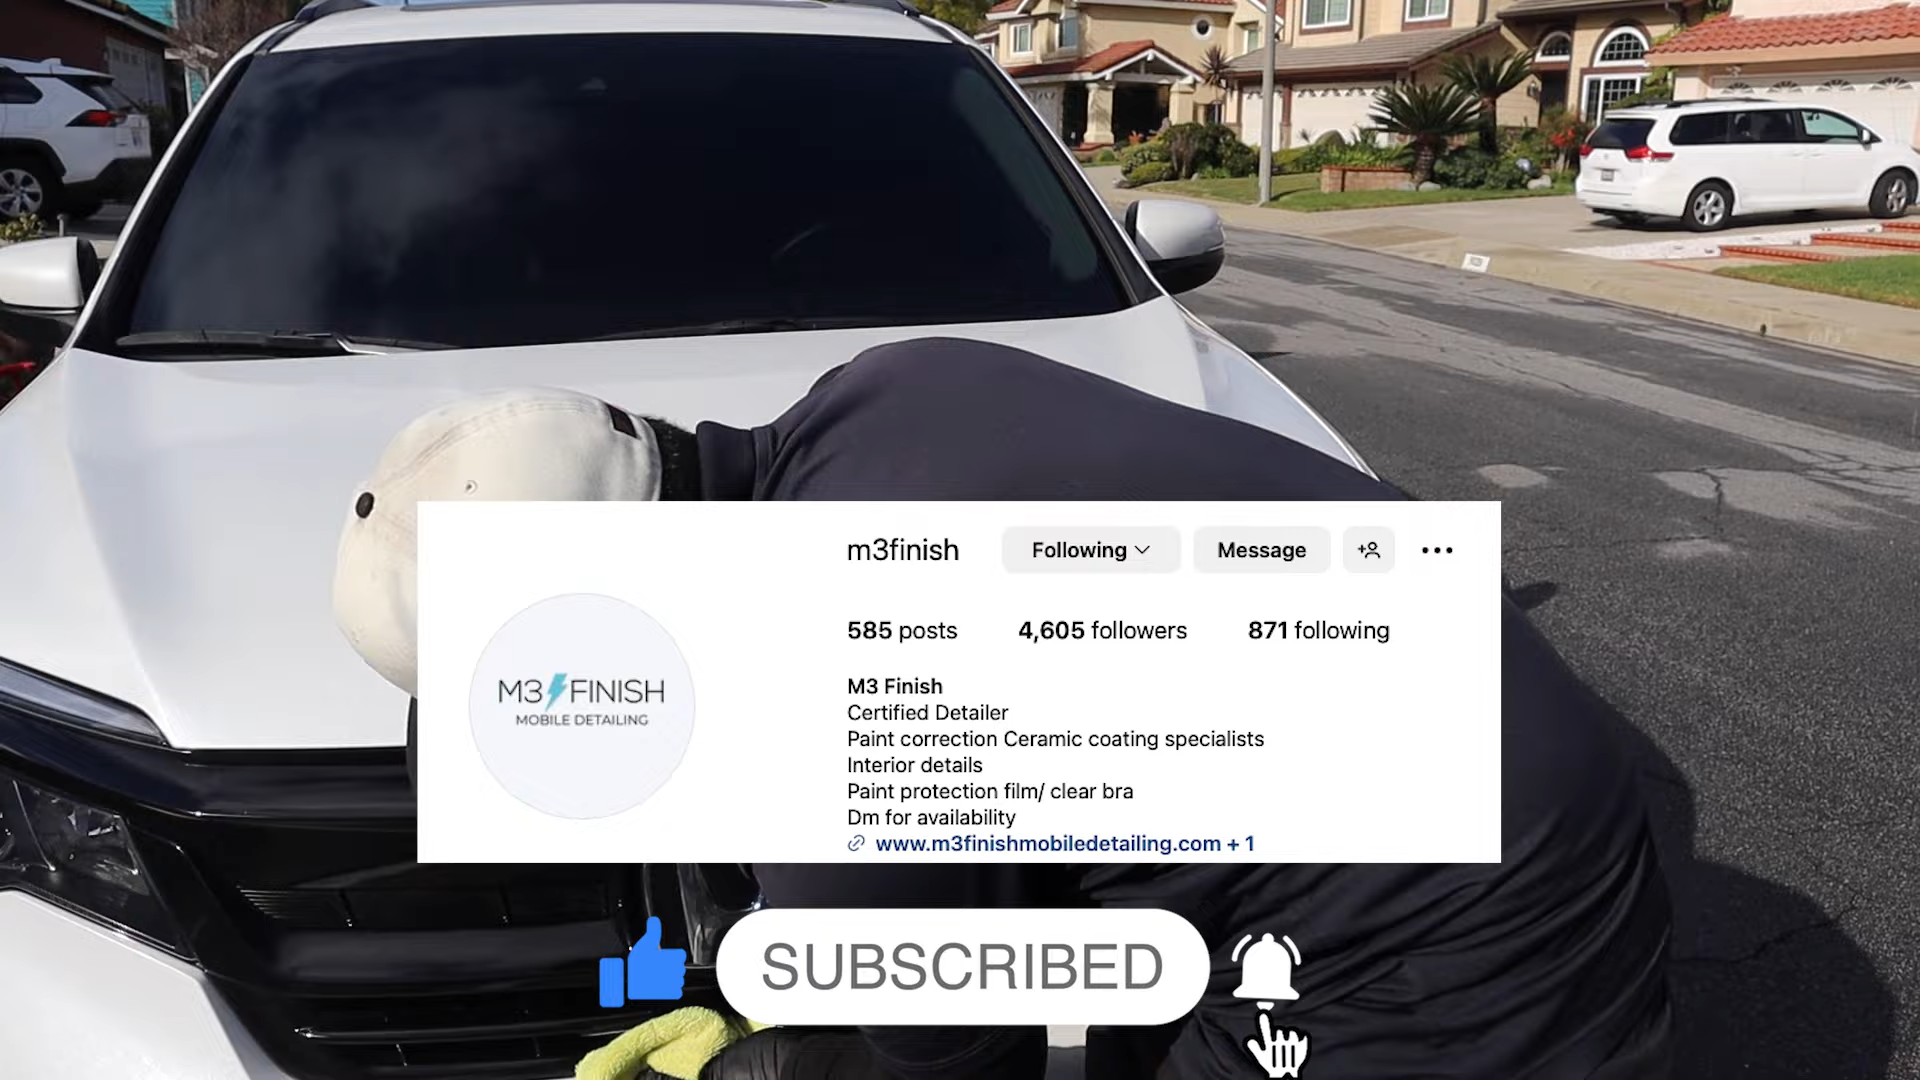 m3finish
Following
Message
585 posts
4,605 followers
871 following
M3 FINISH
MOBILE DETAILING
M3 Finish
Certified Detailer
Paint correction Ceramic coating specialists
Interior details
Paint protection film/ clear bra
Dm for availability
www.m3finishmobiledetailing.com + 1
SUBSCRIBED